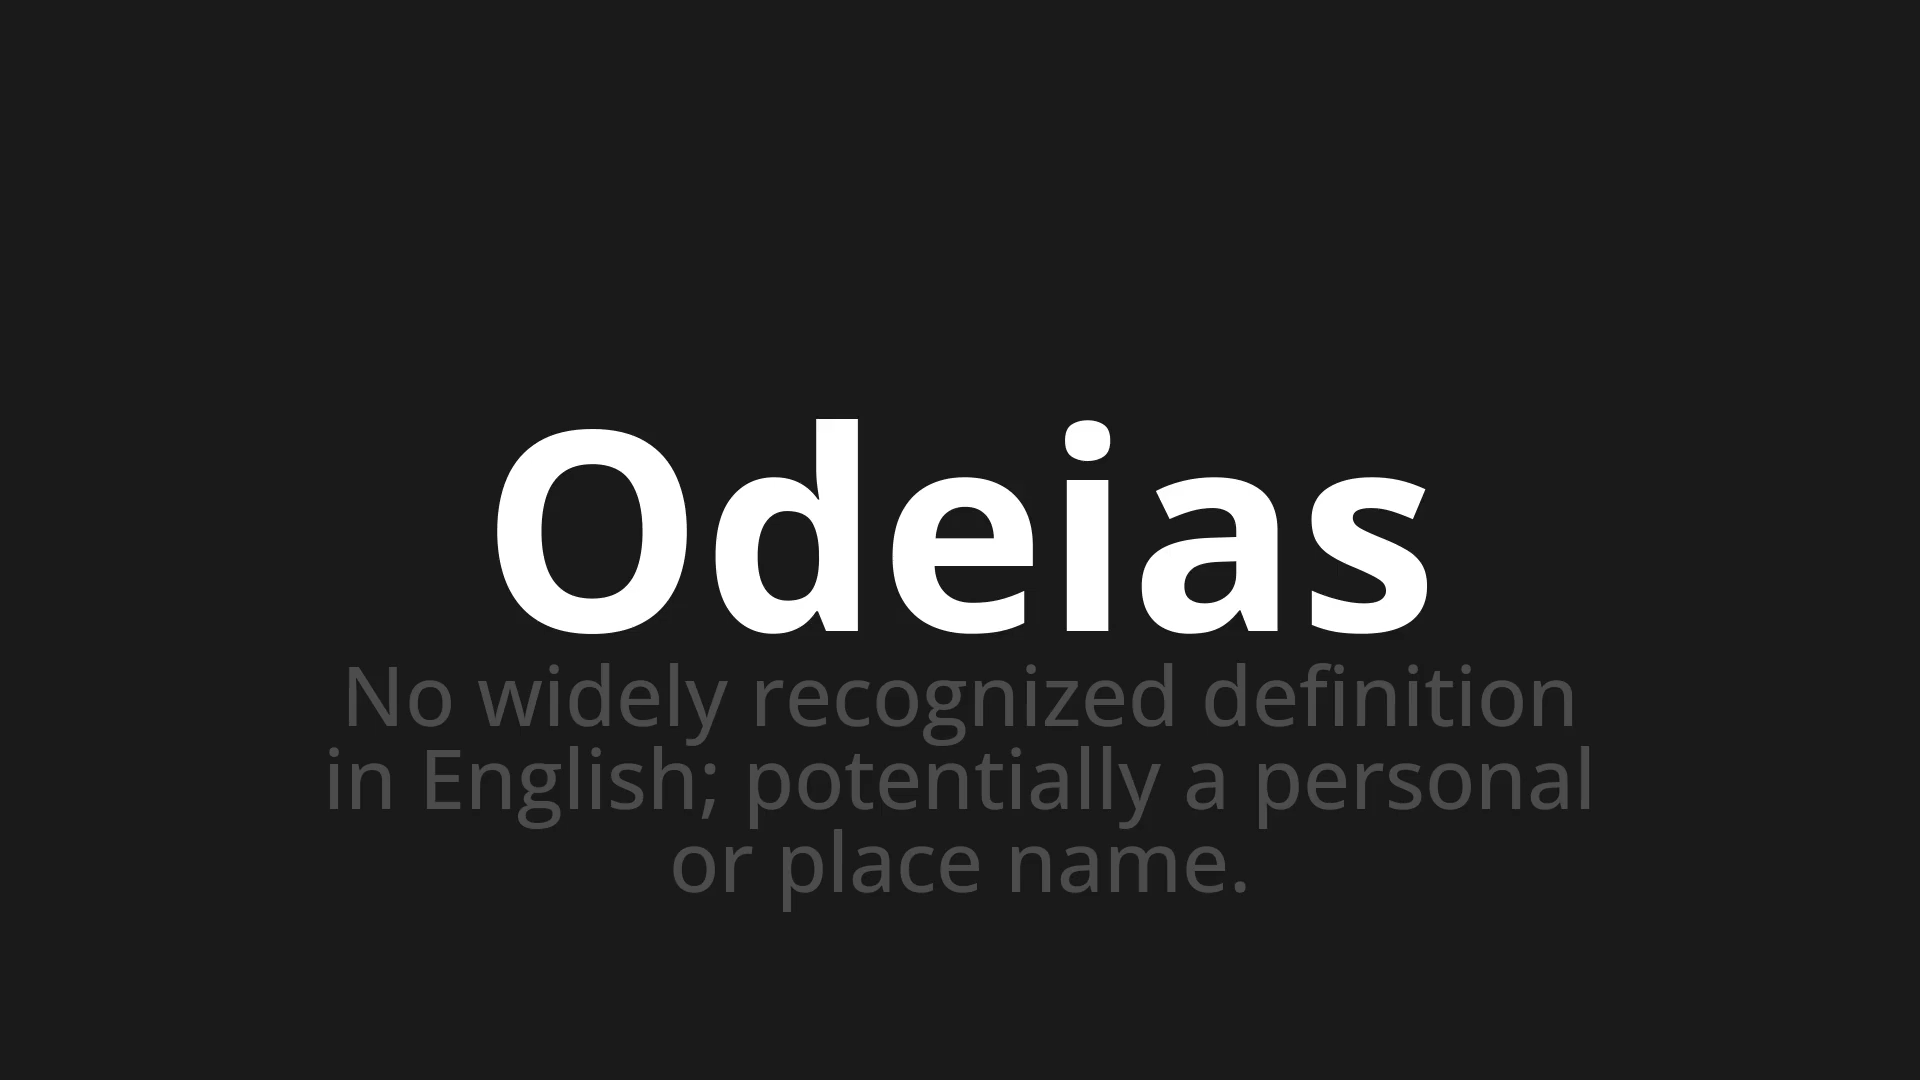 Odeias
No widely recognized definition
in English; potentially a personal
or place name.